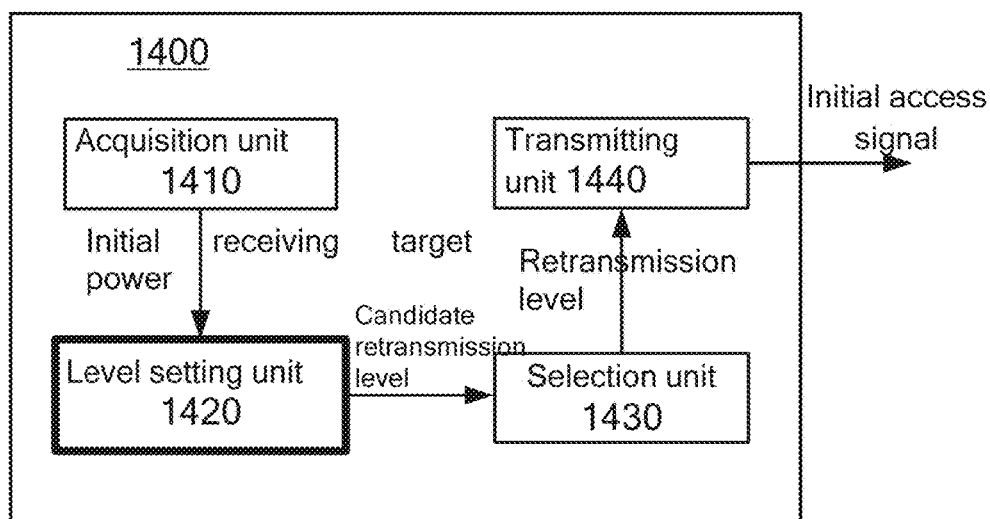 1400
Acquisition unit
1410
Transmitting
unit 1440
Initial access
signal
Initial receiving target
power
Retransmission
level
Candidate
retransmission
level
Level setting unit
1420
Selection unit
1430